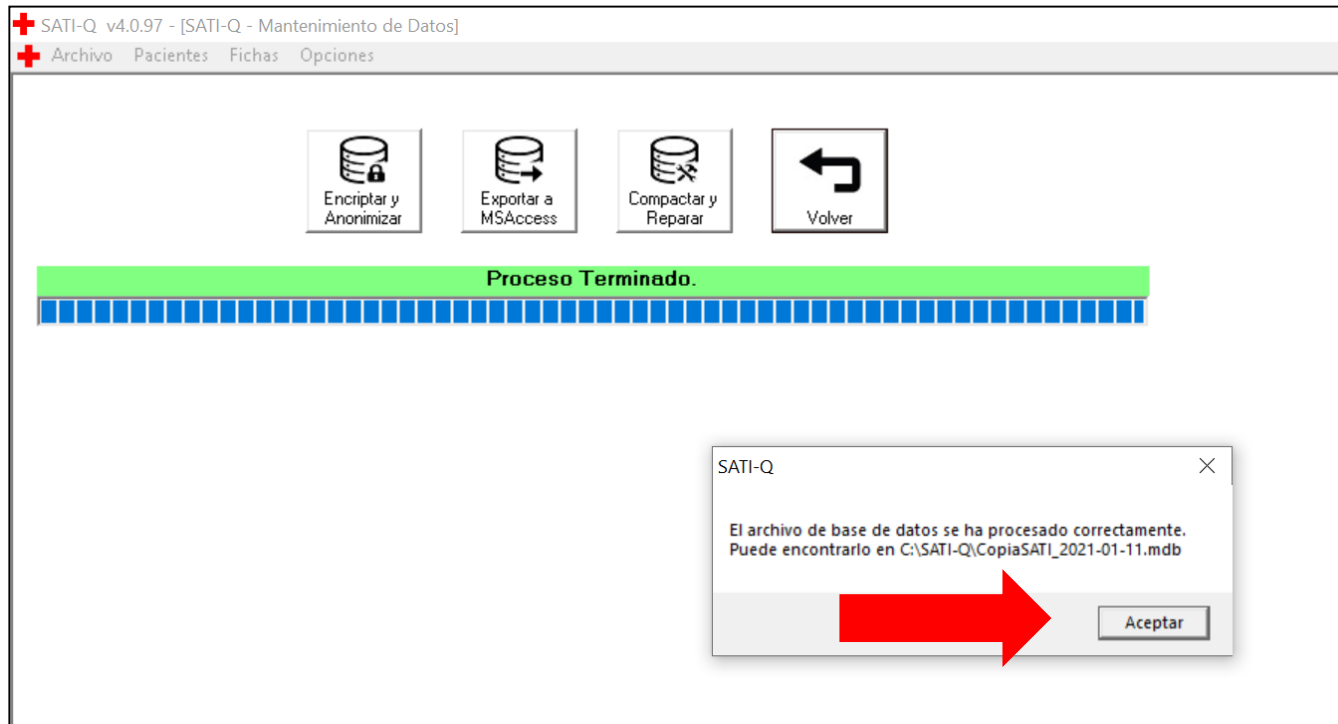 SATI-Q v4.0.97 - [SATI-Q - Mantenimiento de Datos]
Archivo Pacientes Fichas Opciones
Encriptar y
Anonimizar
Exportar a
MSAccess
Compactar y
Reparar
Volver
Proceso Terminado.
SATI-Q
El archivo de base de datos se ha procesado correctamente.
Puede encontrarlo en C:\SATI-Q\CopiaSATI_2021-01-11.mdb
Aceptar